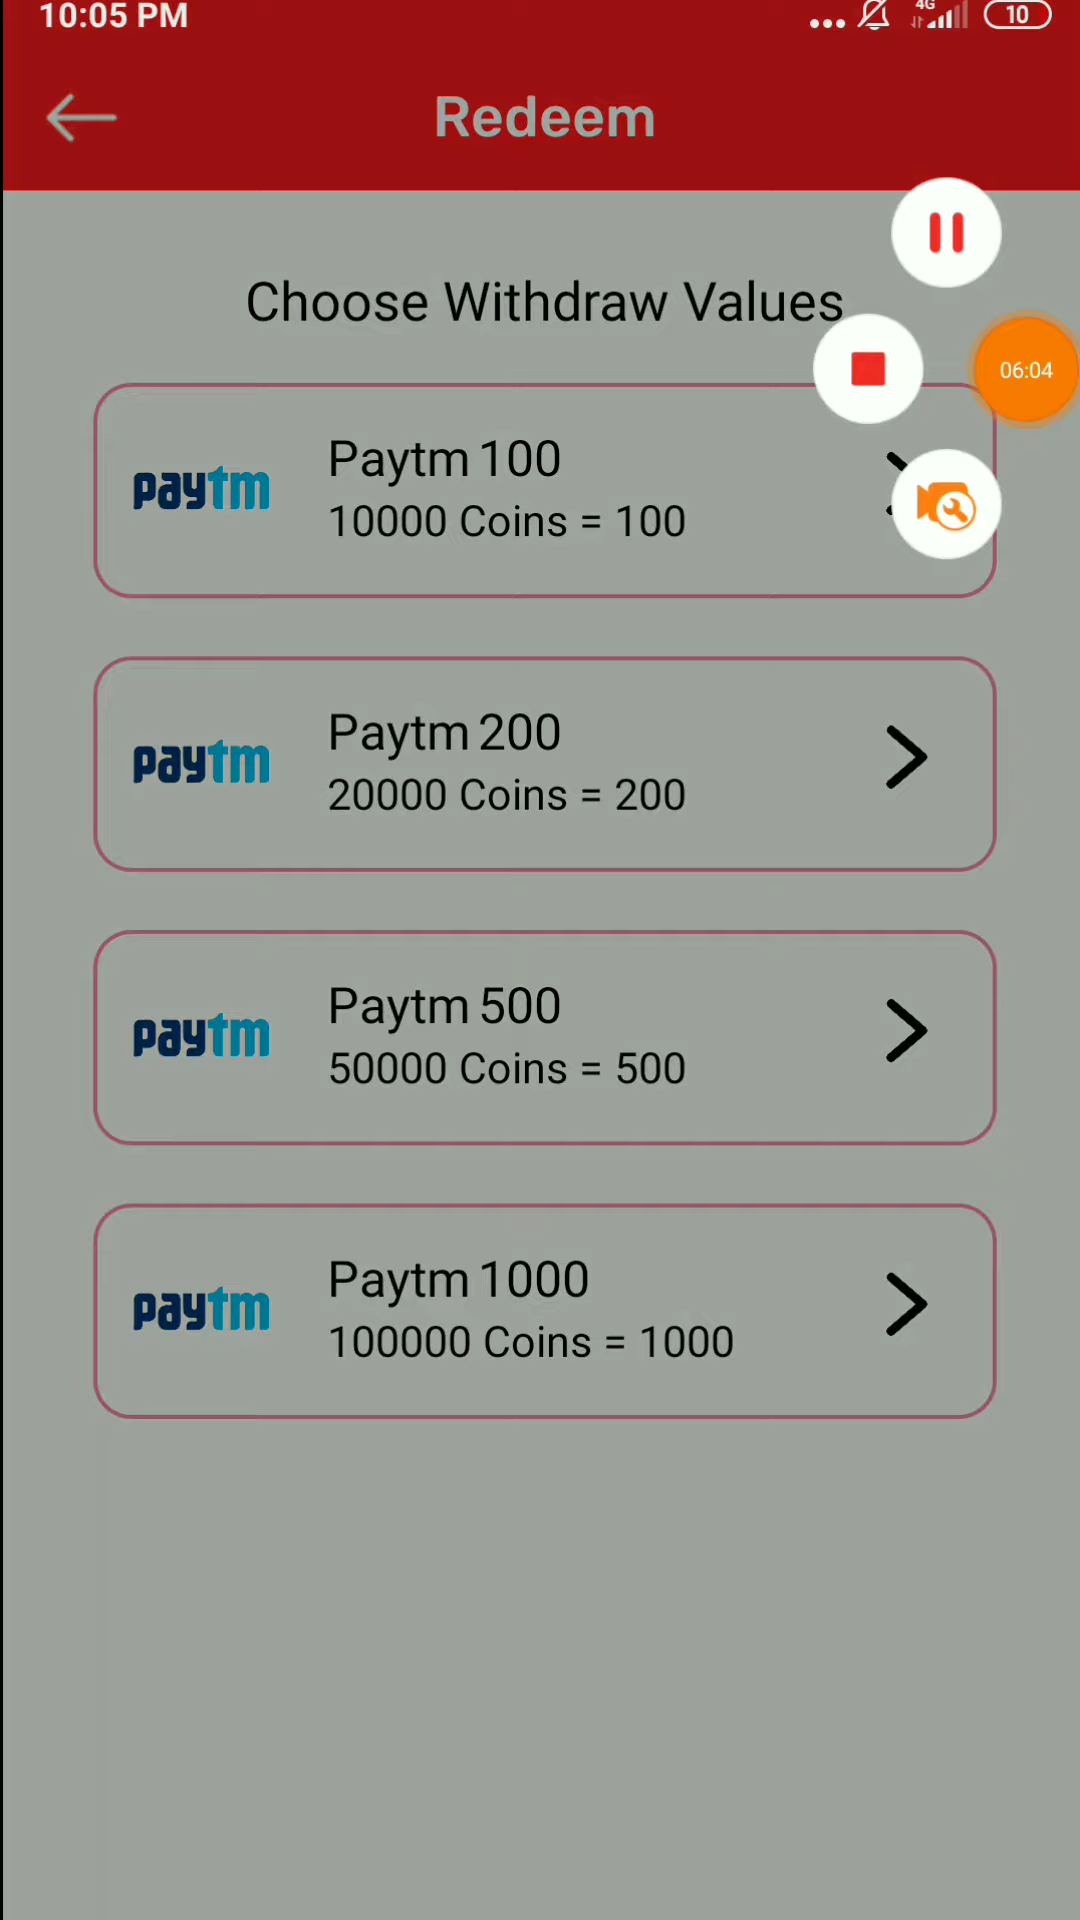 10:05 PM
4G
10
Redeem
Choose Withdraw Values
06:04
paytm
Paytm 100
10000 Coins = 100
paytm
Paytm 200
20000 Coins = 200
paytm
Paytm 500
50000 Coins = 500
paytm
Paytm 1000
100000 Coins = 1000